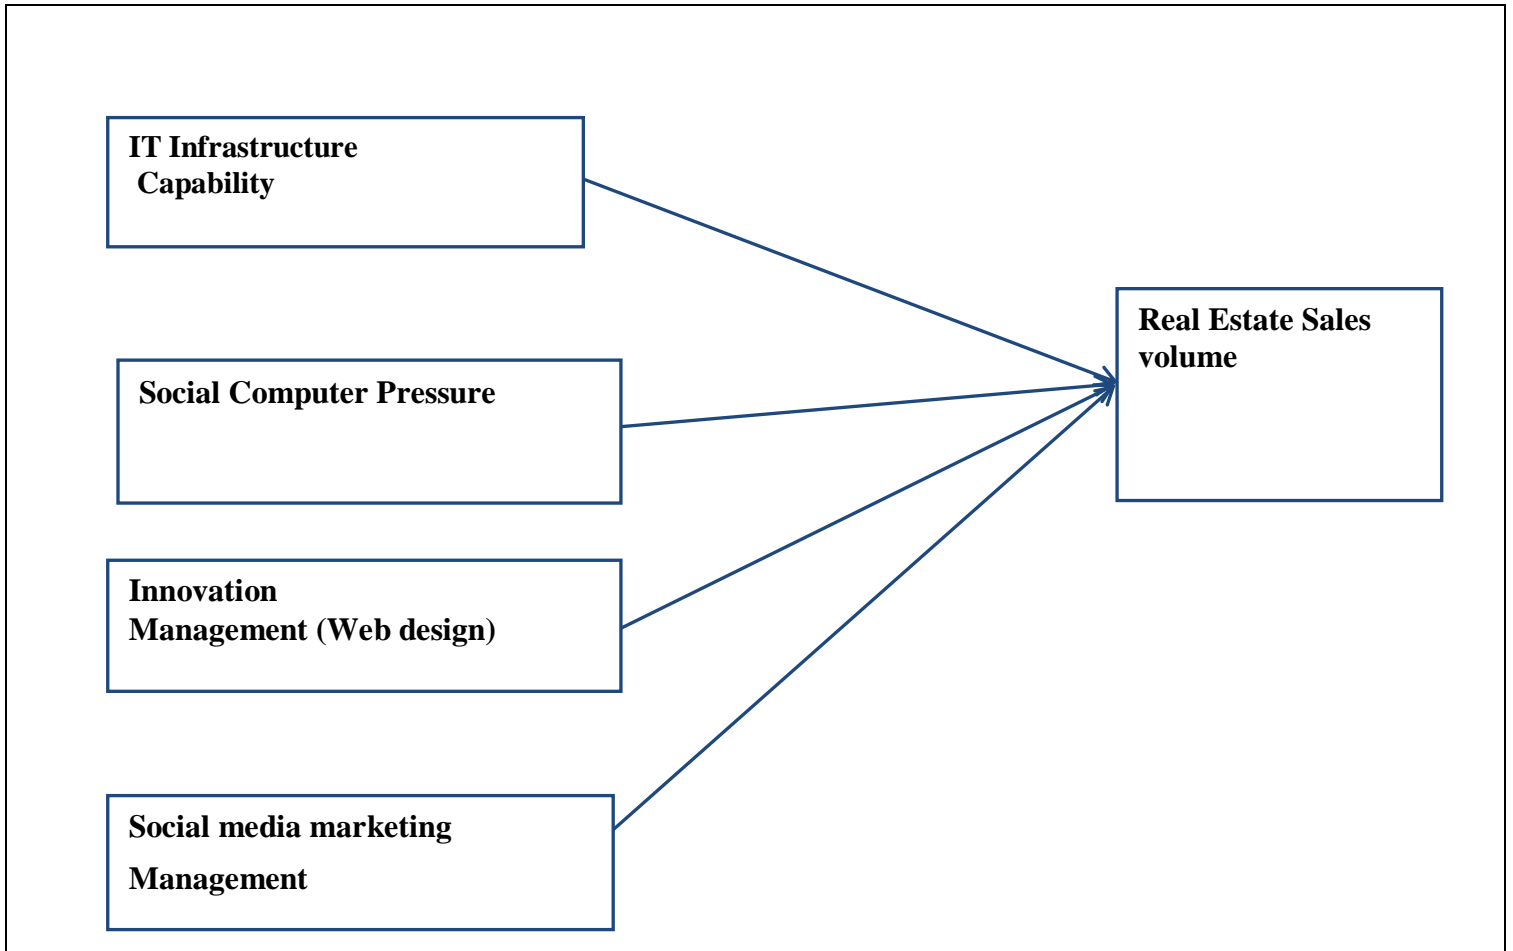 IT Infrastructure
Capability
Real Estate Sales
volume
Social Computer Pressure
Innovation
Management (Web design)
Social media marketing
Management